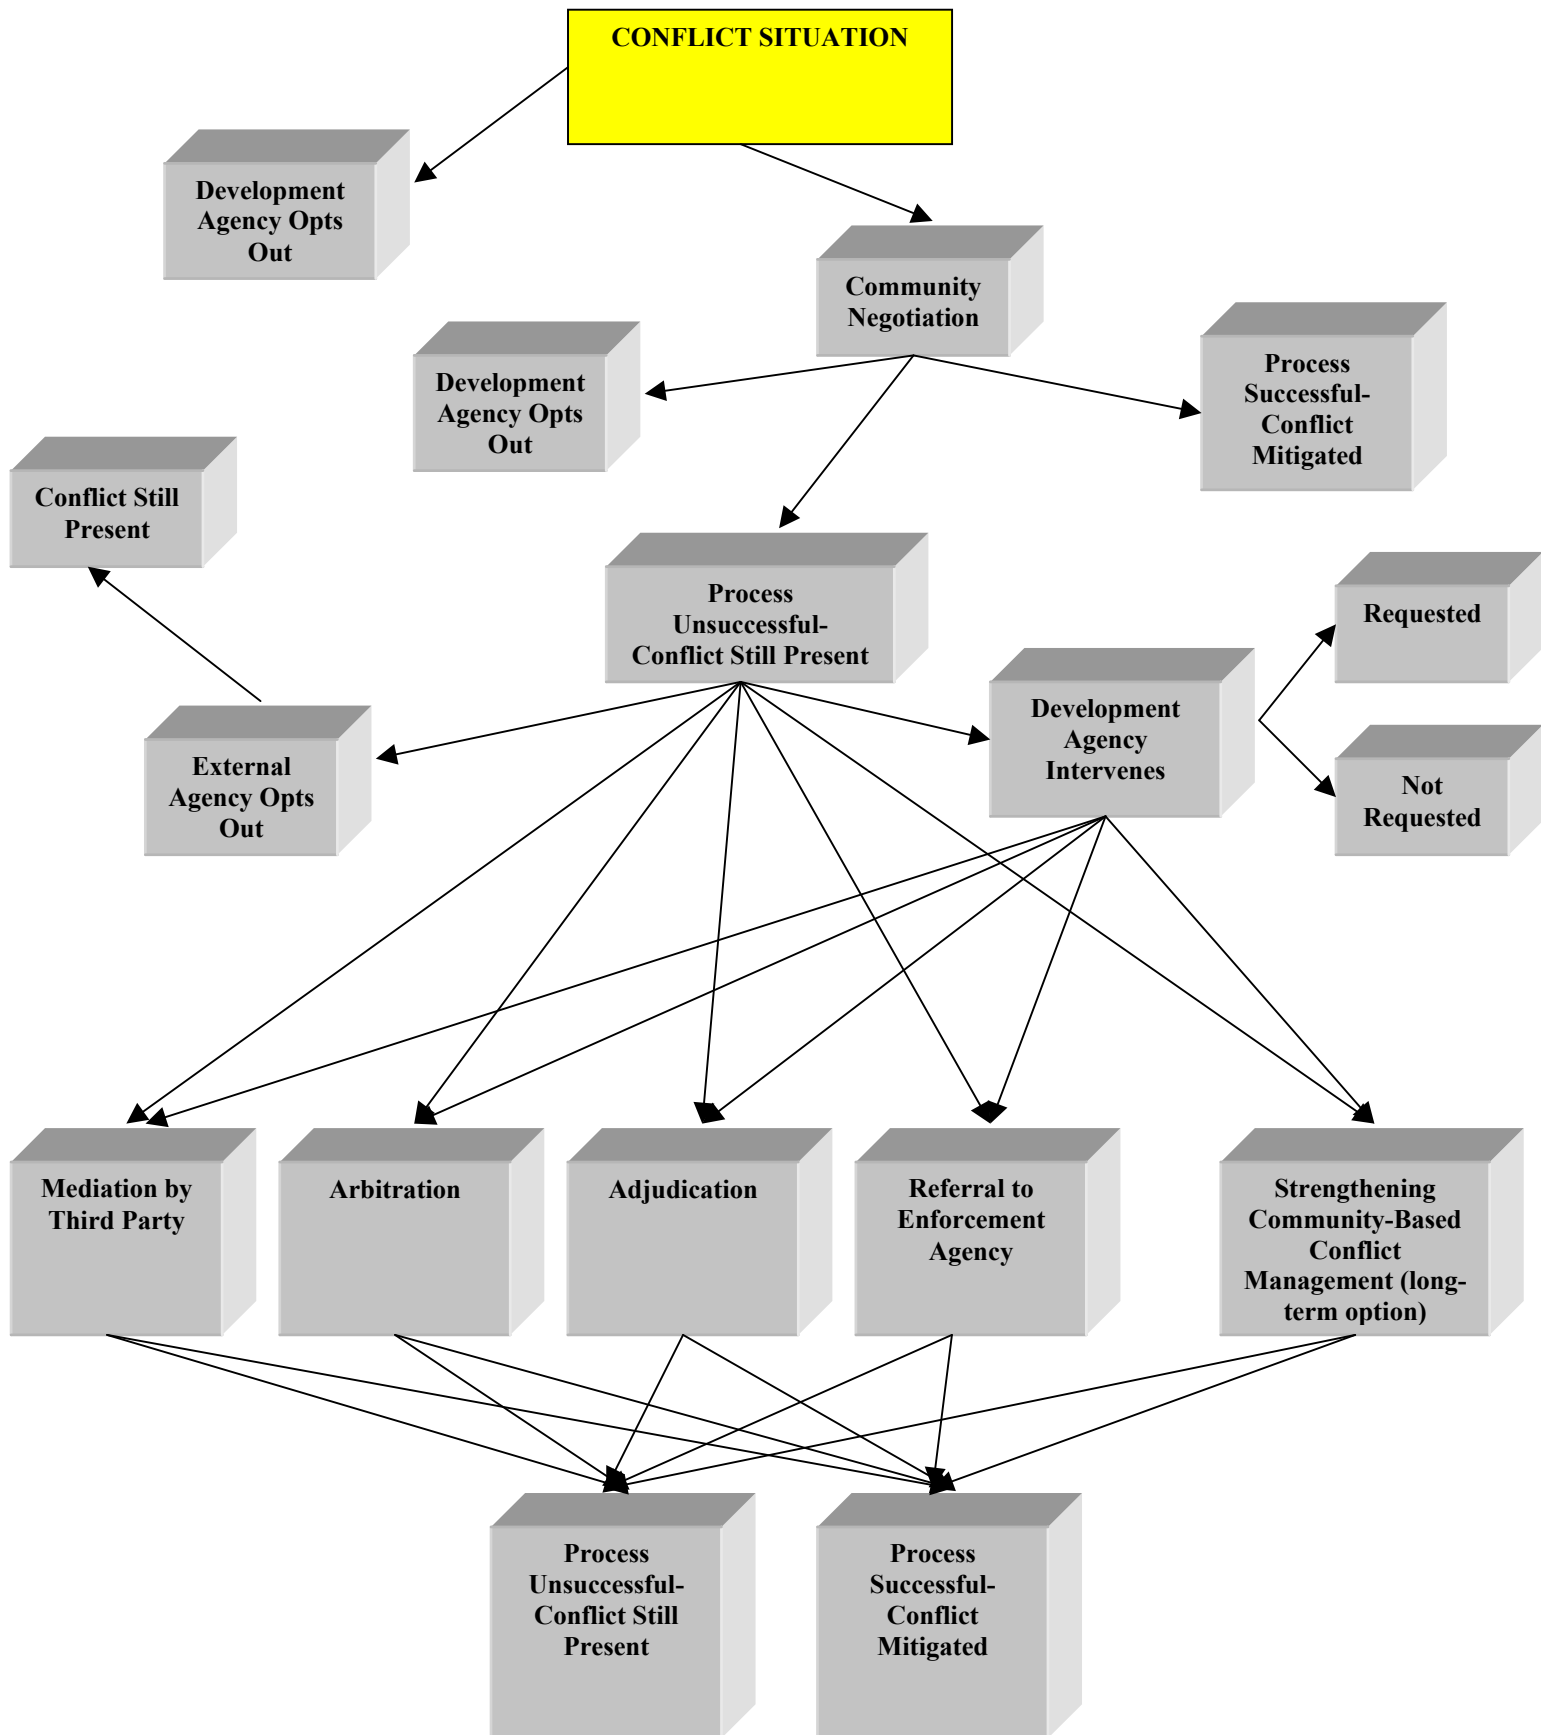 CONFLICT SITUATION
Development
Agency Opts
Out
Community
Negotiation
Development
Agency Opts
Out
Process
Successful-
Conflict
Mitigated
Conflict Still
Present
Process
Unsuccessful-
Conflict Still Present
Requested
Development
Agency
Intervenes
Not
Requested
External
Agency Opts
Out
Mediation by
Third Party
Arbitration
Adjudication
Referral to
Enforcement
Agency
Strengthening
Community-Based
Conflict
Management (long-
term option)
Process
Unsuccessful-
Conflict Still
Present
Process
Successful-
Conflict
Mitigated